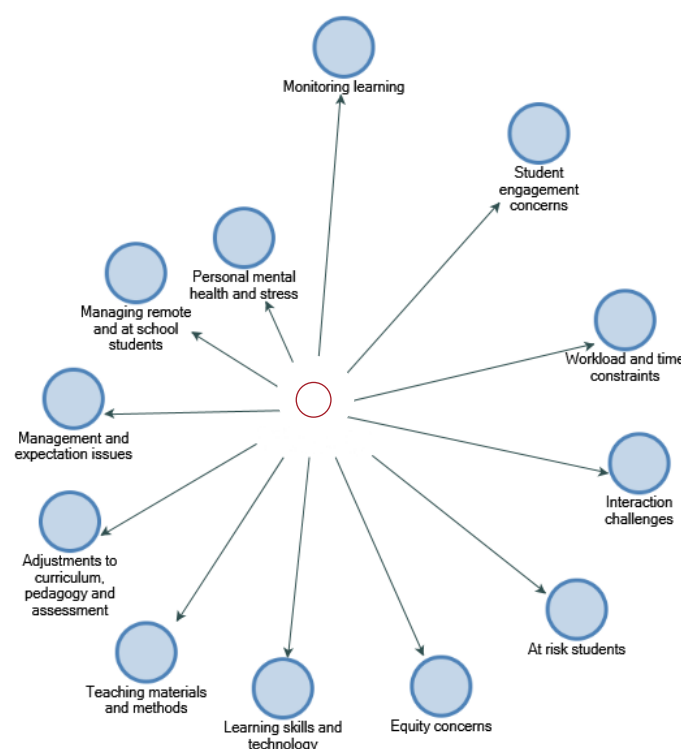 Monitoring learning
Student
engagement
concerns
Personal mental
health and stress
Managing remote
and at school
students
Workload and time
constraints
Management and
expectation issues
Interaction
challenges
Adjustments to
curriculum,
pedagogy and
assessment
At risk students
Teaching materials
and methods
Learning skills and
technology
Equity concerns